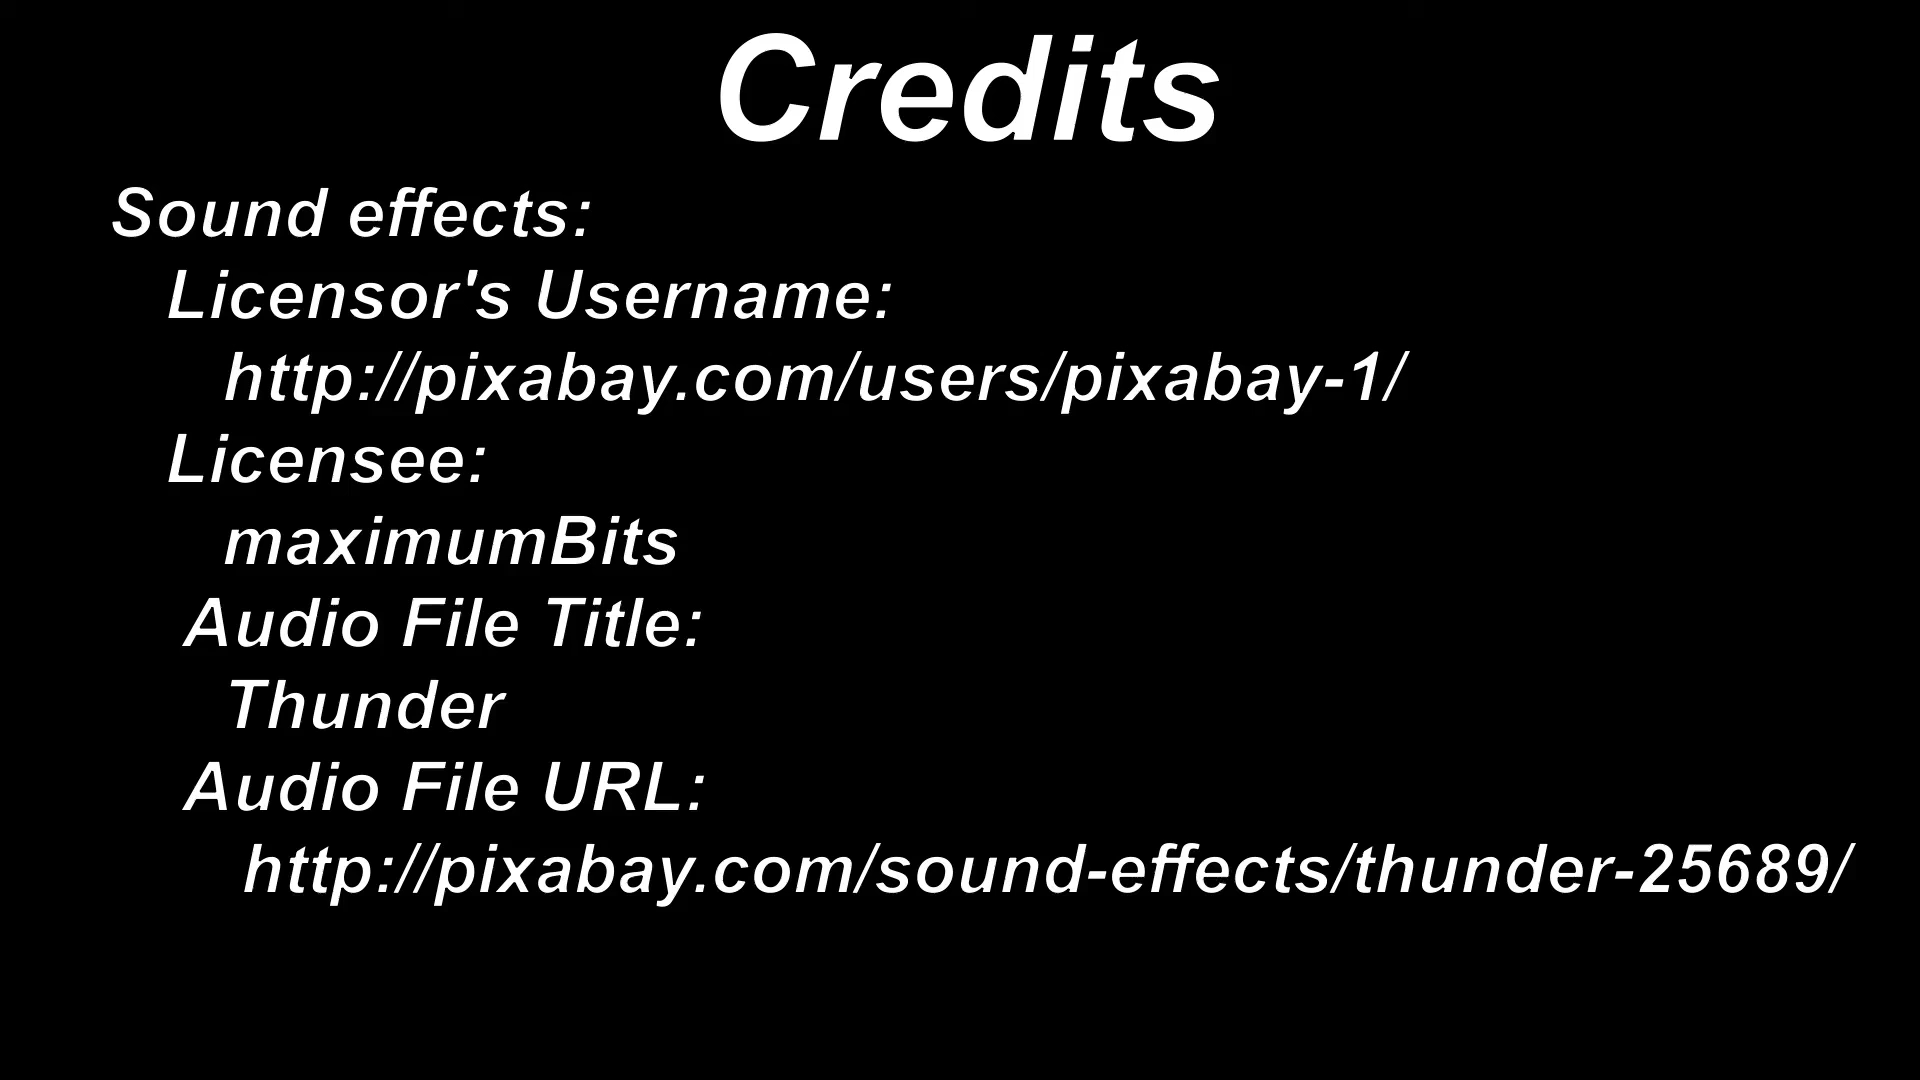 Credits
Sound effects:
Licensor's Username:
http://pixabay.com/users/pixabay-1/
Licensee:
maximumBits
Audio File Title:
Thunder
Audio File URL:
http://pixabay.com/sound-effects/thunder-25689/